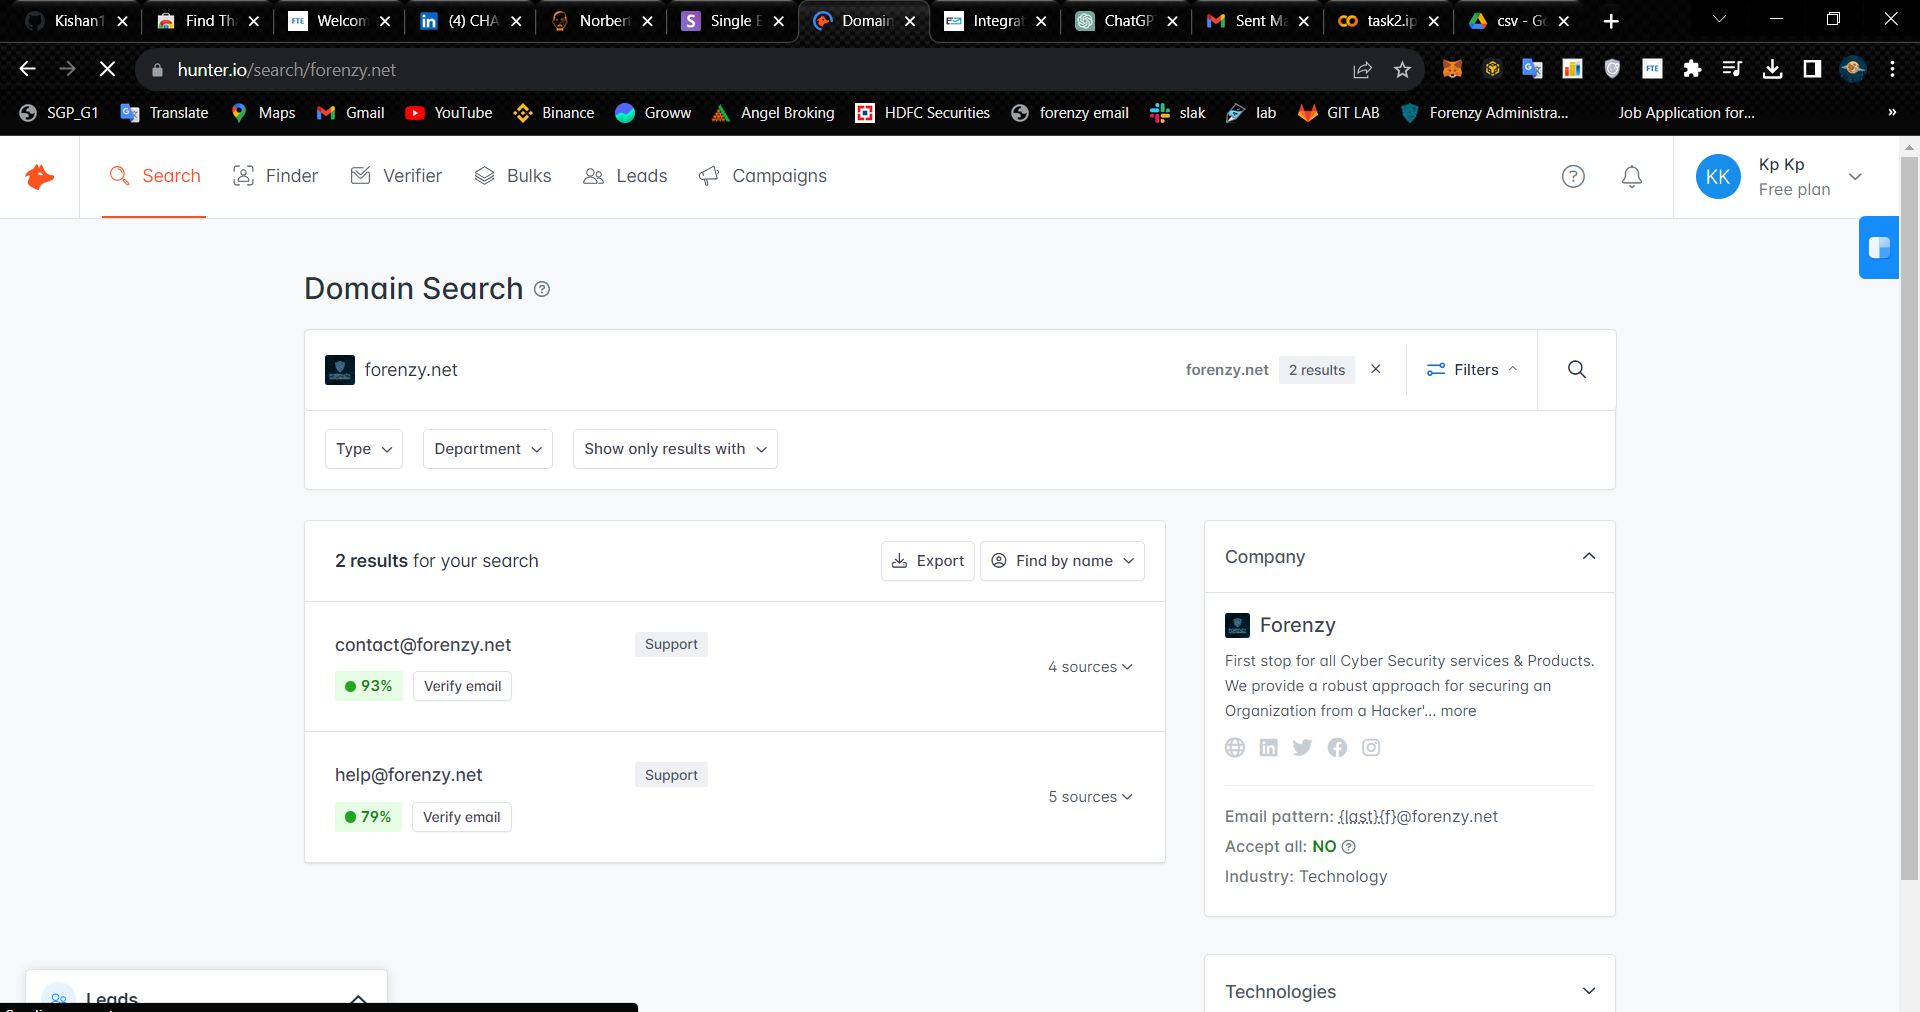 Kishan1
Find Th
FTE Welcom
(4) CHA
Norbert
S Single E
Domain
Integrat
ChatGP
Sent Ma
task2.ip
csv - Go
hunter.io/search/forenzy.net
FTE
SGP_G1
Translate
Maps
Gmail
YouTube
Binance
Groww
Angel Broking
HDFC Securities
forenzy email
slak
lab
GIT LAB
Forenzy Administra...
Job Application for...
»
Search
Finder
Verifier
Bulks
Leads
Campaigns
KK
Kp Kp
Free plan
Domain Search
forenzy.net
forenzy.net 2 results
Filters
Type
Department
Show only results with
2 results for your search
Export
Find by name
contact@forenzy.net
Support
4 sources
93%
Verify email
help@forenzy.net
Support
5 sources
79%
Verify email
Company
Forenzy
First stop for all Cyber Security services & Products.
We provide a robust approach for securing an
Organization from a Hacker'... more
Email pattern: {last}{f}@forenzy.net
Accept all: NO
Industry: Technology
Technologies
Leads